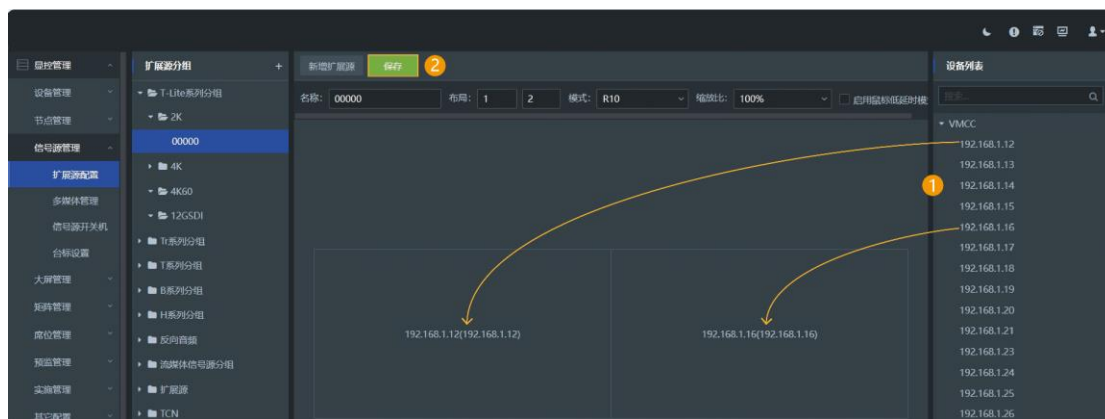 显控管理
设备管理
节点管理
信号源管理
扩展源配置
多媒体管理
信号源开关机
台标设置
大屏管理
矩阵管理
席位管理
预监管理
实施管理
其它配置
扩展源分组 +
T-Lite系列分组
2K
00000
4K
4K60
12GSDI
Tr系列分组
T系列分组
B系列分组
H系列分组
反向音频
流媒体信号源分组
扩展源
TCN
新增扩展源 保存 2
名称: 00000 布局: 1 2 模式: R10 缩放比: 100% 启用鼠标低延时模
192.168.1.12(192.168.1.12) 192.168.1.16(192.168.1.16)
设备列表
搜索...
VMCC
192.168.1.12
192.168.1.13
1 192.168.1.14
192.168.1.15
192.168.1.16
192.168.1.17
192.168.1.18
192.168.1.19
192.168.1.20
192.168.1.21
192.168.1.23
192.168.1.24
192.168.1.25
192.168.1.26